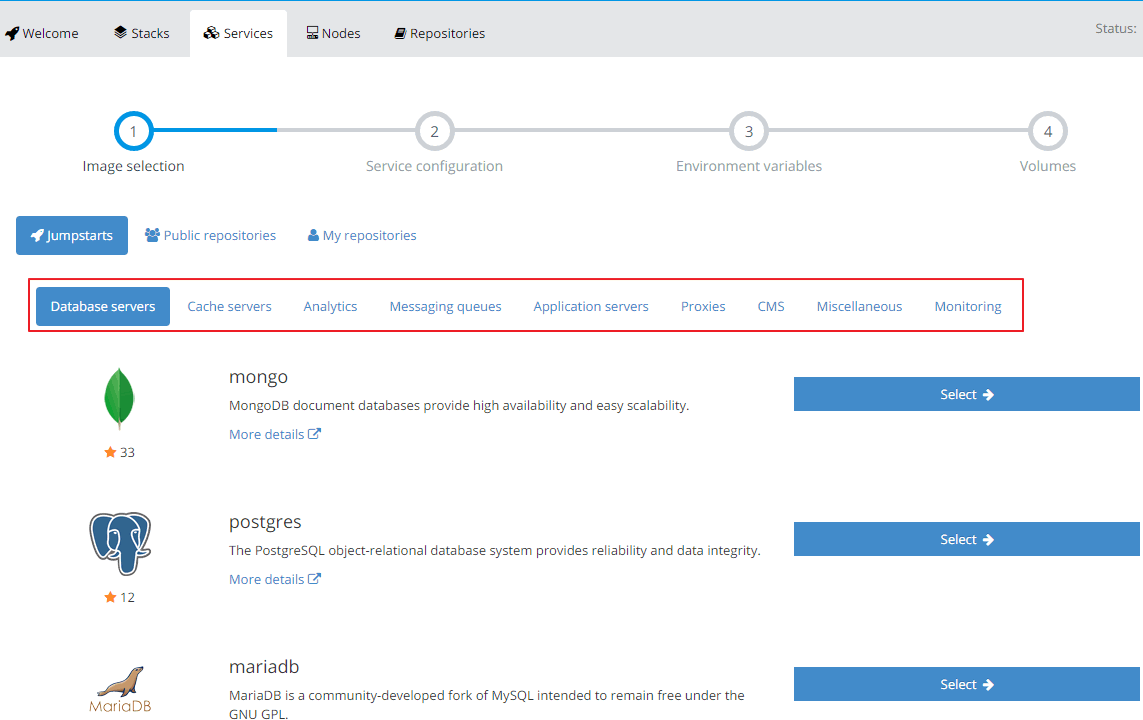 Welcome Stacks Services Nodes Repositories Status:
1 2 3 4
Image selection Service configuration Environment variables Volumes
Jumpstarts Public repositories My repositories
Database servers Cache servers Analytics Messaging queues Application servers Proxies CMS Miscellaneous Monitoring
mongo
MongoDB document databases provide high availability and easy scalability.
More details
33
Select
postgres
The PostgreSQL object-relational database system provides reliability and data integrity.
More details
12
Select
mariadb
MariaDB is a community-developed fork of MySQL intended to remain free under the
GNU GPL.
MariaDB
Select